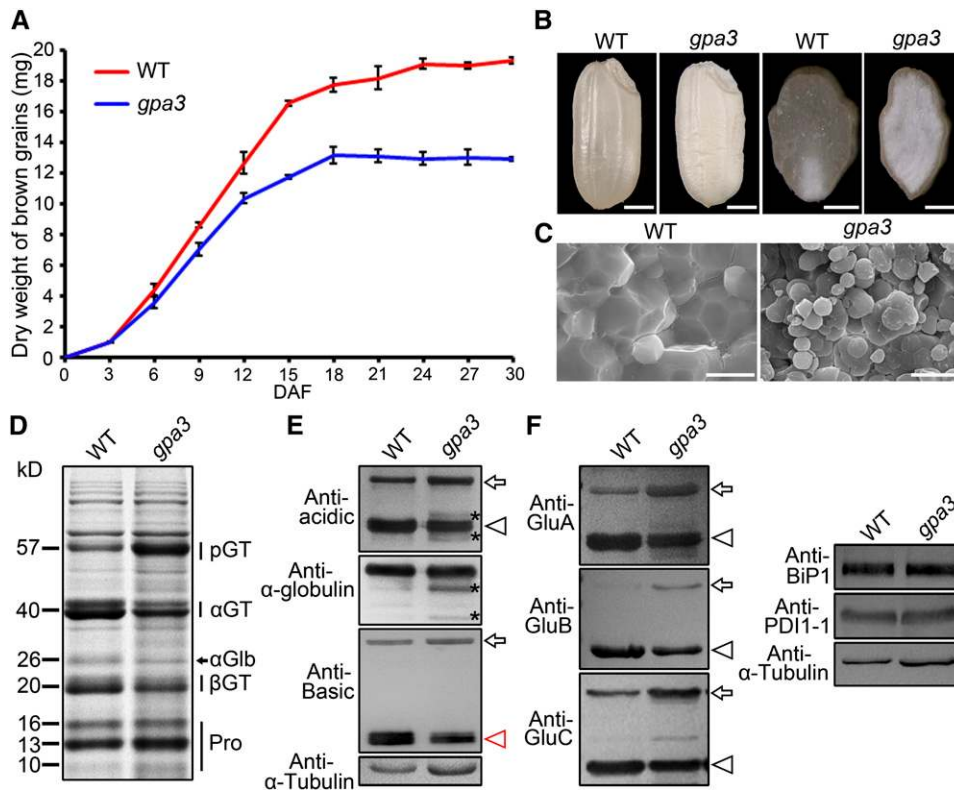 A
Dry weight of brown grains (mg)
20
18
16
14
12
10
8
6
4
2
0
WT
gpa3
0 3 6 9 12 15 18 21 24 27 30
DAF
B
WT gpa3 WT gpa3
C
WT gpa3
D
WT gpa3
kD
57
40
26
20
16
13
10
pGT
αGT
αGlb
βGT
Pro
E
WT gpa3
Anti-
acidic
*
*
Anti-
α-globulin
*
*
Anti-
Basic
Anti-
α-Tubulin
F
WT gpa3
Anti-
GluA
Anti-
GluB
Anti-
GluC
WT gpa3
Anti-
BiP1
Anti-
PDI1-1
Anti-
α-Tubulin